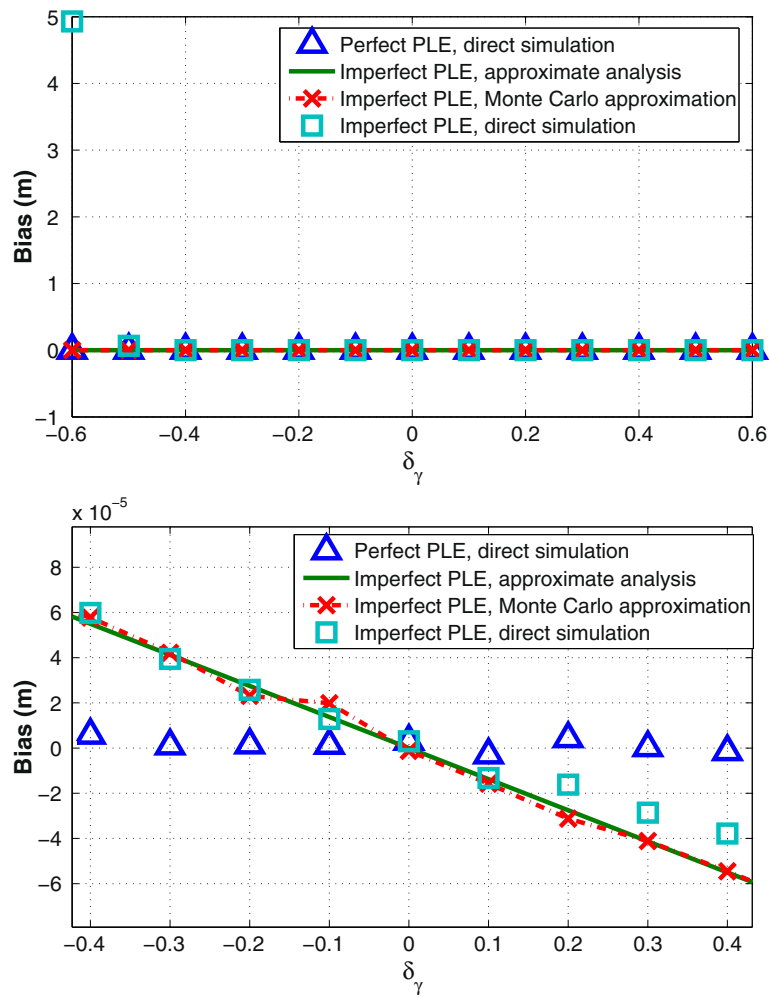 5
4
3
2
1
0
−1
Bias (m)
Perfect PLE, direct simulation
Imperfect PLE, approximate analysis
Imperfect PLE, Monte Carlo approximation
Imperfect PLE, direct simulation
−0.6 −0.4 −0.2 0 0.2 0.4 0.6
δγ
x 10−5
8
6
4
2
0
−2
−4
−6
Bias (m)
Perfect PLE, direct simulation
Imperfect PLE, approximate analysis
Imperfect PLE, Monte Carlo approximation
Imperfect PLE, direct simulation
−0.4 −0.3 −0.2 −0.1 0 0.1 0.2 0.3 0.4
δγ